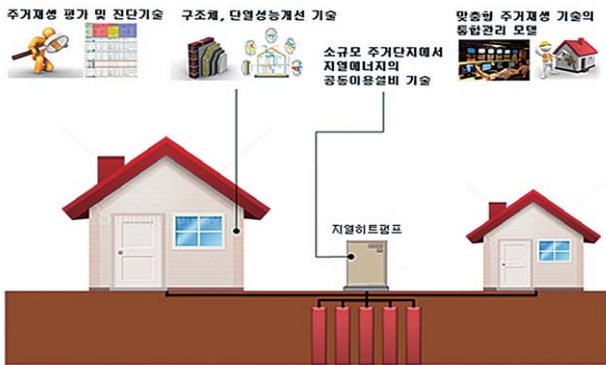 주거재생 평가 및 진단기술
구조체, 단열성능개선 기술
소규모 주거단지에서
지열에너지의
공동이용설비 기술
맞춤형 주거재생 기술의
통합관리 모델
지열히트펌프